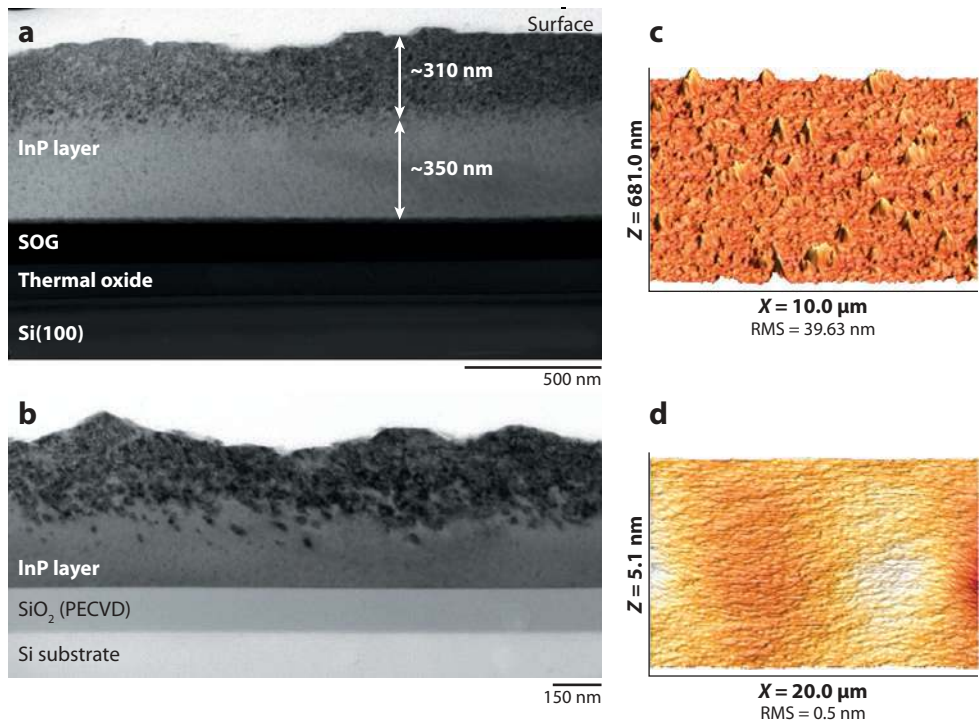 a
Surface
~310 nm
InP layer
~350 nm
SOG
Thermal oxide
Si(100)
500 nm
b
InP layer
SiO₂ (PECVD)
Si substrate
150 nm
c
Z = 681.0 nm
X = 10.0 µm
RMS = 39.63 nm
d
Z = 5.1 nm
X = 20.0 µm
RMS = 0.5 nm